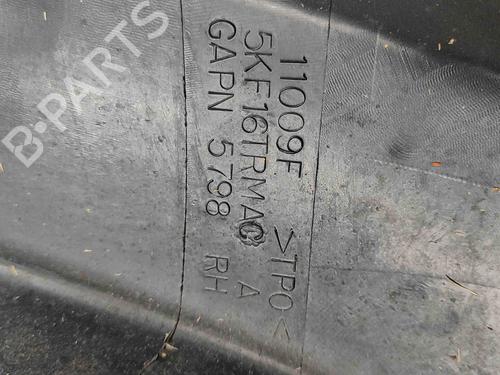 11009F >TPO<
5KF16TRMAC A
GAPN 5798 RH
B-PARTS